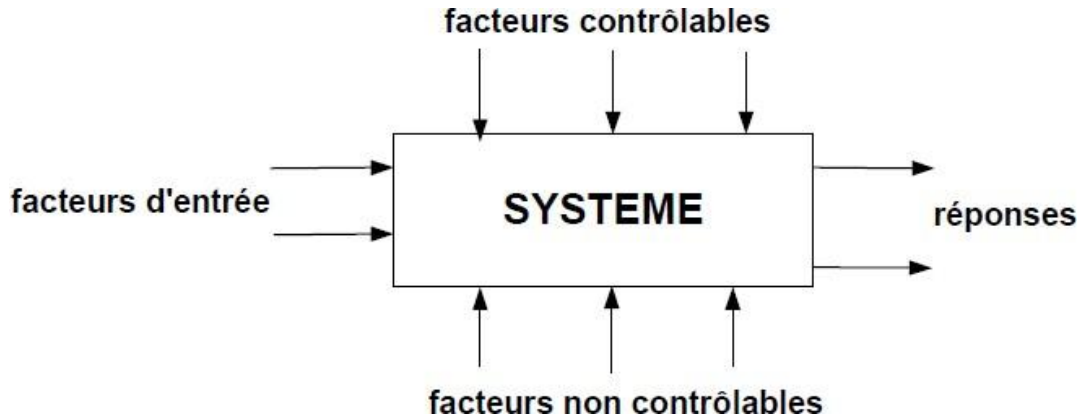 facteurs contrôlables
facteurs d'entrée
SYSTEME
réponses
facteurs non contrôlables